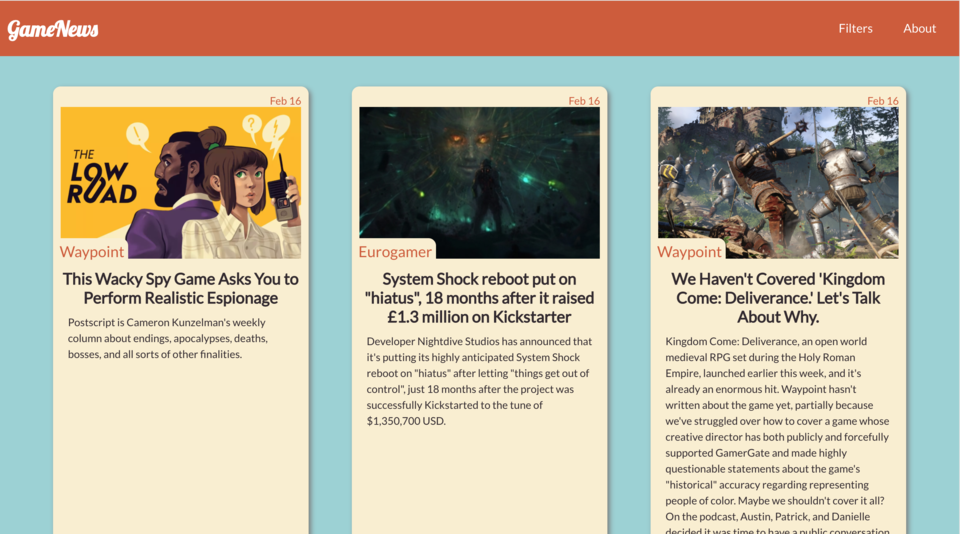 GameNews
Filters
About
Feb 16
THE
LOW
ROAD
?
Waypoint
This Wacky Spy Game Asks You to
Perform Realistic Espionage
Postscript is Cameron Kunzelman's weekly
column about endings, apocalypses, deaths,
bosses, and all sorts of other finalities.
Feb 16
Eurogamer
System Shock reboot put on
"hiatus", 18 months after it raised
£1.3 million on Kickstarter
Developer Nightdive Studios has announced that
it's putting its highly anticipated System Shock
reboot on "hiatus" after letting "things get out of
control", just 18 months after the project was
successfully Kickstarted to the tune of
$1,350,700 USD.
Feb 16
Waypoint
We Haven't Covered 'Kingdom
Come: Deliverance.' Let's Talk
About Why.
Kingdom Come: Deliverance, an open world
medieval RPG set during the Holy Roman
Empire, launched earlier this week, and it's
already an enormous hit. Waypoint hasn't
written about the game yet, partially because
we've struggled over how to cover a game whose
creative director has both publicly and forcefully
supported GamerGate and made highly
questionable statements about the game's
"historical" accuracy regarding representing
people of color. Maybe we shouldn't cover it all?
On the podcast, Austin, Patrick, and Danielle
decided it was time to have a public conversation